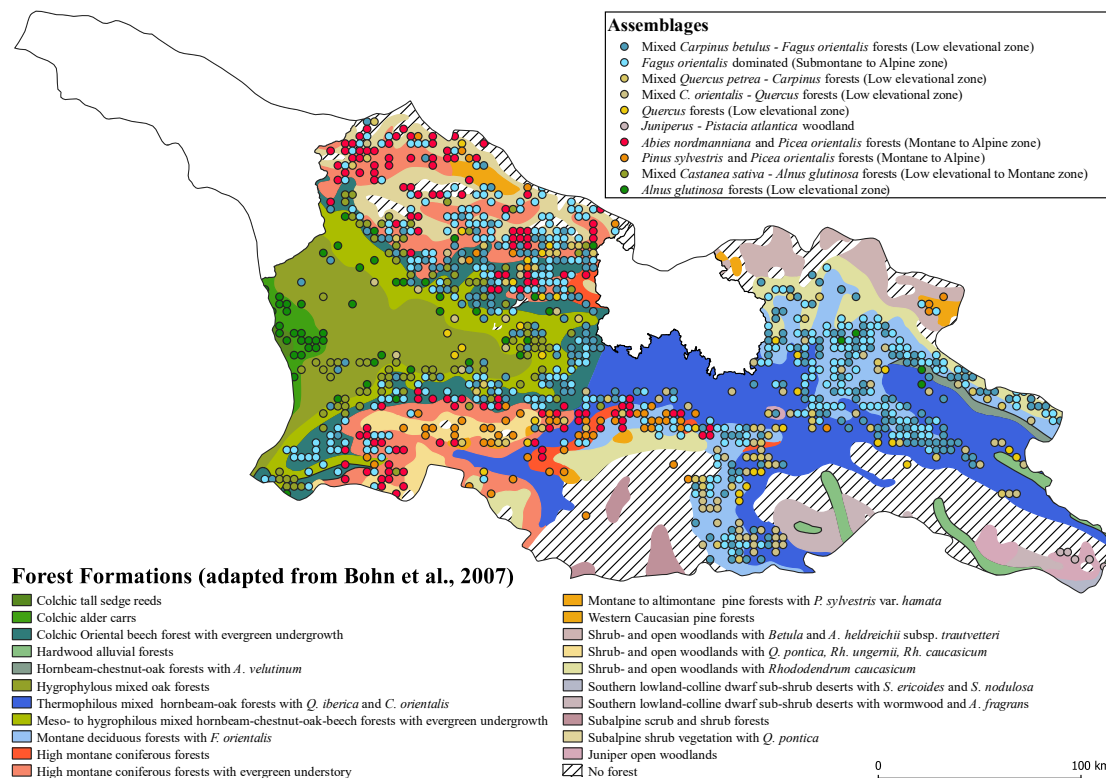 Assemblages
Mixed Carpinus betulus - Fagus orientalis forests (Low elevational zone)
Fagus orientalis dominated (Submontane to Alpine zone)
Mixed Quercus petrea - Carpinus forests (Low elevational zone)
Mixed C. orientalis - Quercus forests (Low elevational zone)
Quercus forests (Low elevational zone)
Juniperus - Pistacia atlantica woodland
Abies nordmanniana and Picea orientalis forests (Montane to Alpine zone)
Pinus sylvestris and Picea orientalis forests (Montane to Alpine)
Mixed Castanea sativa - Alnus glutinosa forests (Low elevational to Montane zone)
Alnus glutinosa forests (Low elevational zone)
Forest Formations (adapted from Bohn et al., 2007)
Colchic tall sedge reeds
Colchic alder carrs
Colchic Oriental beech forest with evergreen undergrowth
Hardwood alluvial forests
Hornbeam-chestnut-oak forests with A. velutinum
Hygrophylous mixed oak forests
Thermophilous mixed hornbeam-oak forests with Q. iberica and C. orientalis
Meso- to hygrophilous mixed hornbeam-chestnut-oak-beech forests with evergreen undergrowth
Montane deciduous forests with F. orientalis
High montane coniferous forests
High montane coniferous forests with evergreen understory
Montane to altimontane pine forests with P. sylvestris var. hamata
Western Caucasian pine forests
Shrub- and open woodlands with Betula and A. heldreichii subsp. trautvetteri
Shrub- and open woodlands with Q. pontica, Rh. ungernii, Rh. caucasicum
Shrub- and open woodlands with Rhododendrum caucasicum
Southern lowland-colline dwarf sub-shrub deserts with S. ericoides and S. nodulosa
Southern lowland-colline dwarf sub-shrub deserts with wormwood and A. fragrans
Subalpine scrub and shrub forests
Subalpine shrub vegetation with Q. pontica
Juniper open woodlands
No forest
0 100 km